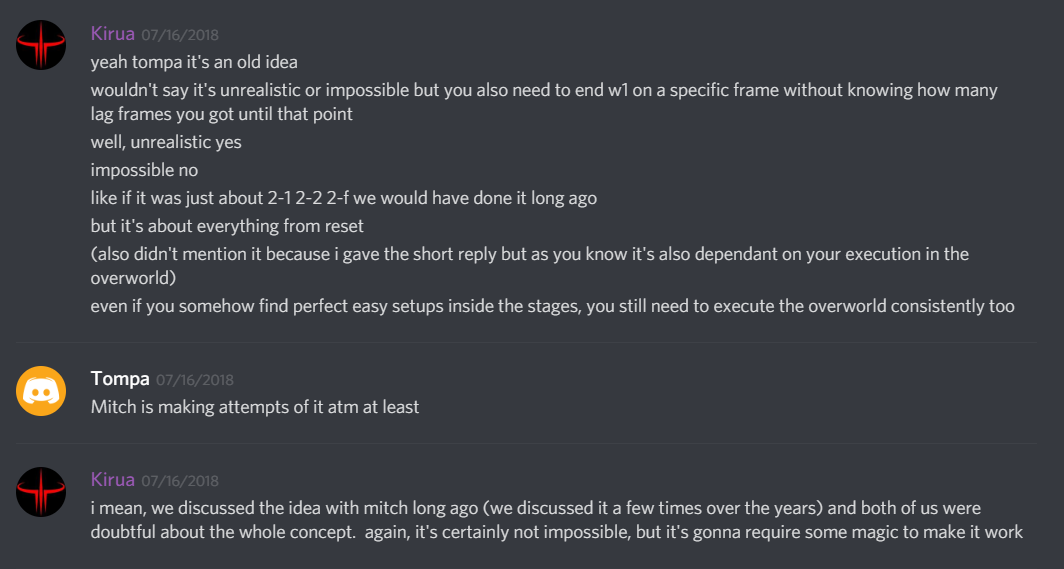 Kirua 07/16/2018
yeah tompa it's an old idea
wouldn't say it's unrealistic or impossible but you also need to end w1 on a specific frame without knowing how many
lag frames you got until that point
well, unrealistic yes
impossible no
like if it was just about 2-1 2-2 2-f we would have done it long ago
but it's about everything from reset
(also didn't mention it because i gave the short reply but as you know it's also dependant on your execution in the
overworld)
even if you somehow find perfect easy setups inside the stages, you still need to execute the overworld consistently too
Tompa 07/16/2018
Mitch is making attempts of it atm at least
Kirua 07/16/2018
i mean, we discussed the idea with mitch long ago (we discussed it a few times over the years) and both of us were
doubtful about the whole concept.  again, it's certainly not impossible, but it's gonna require some magic to make it work